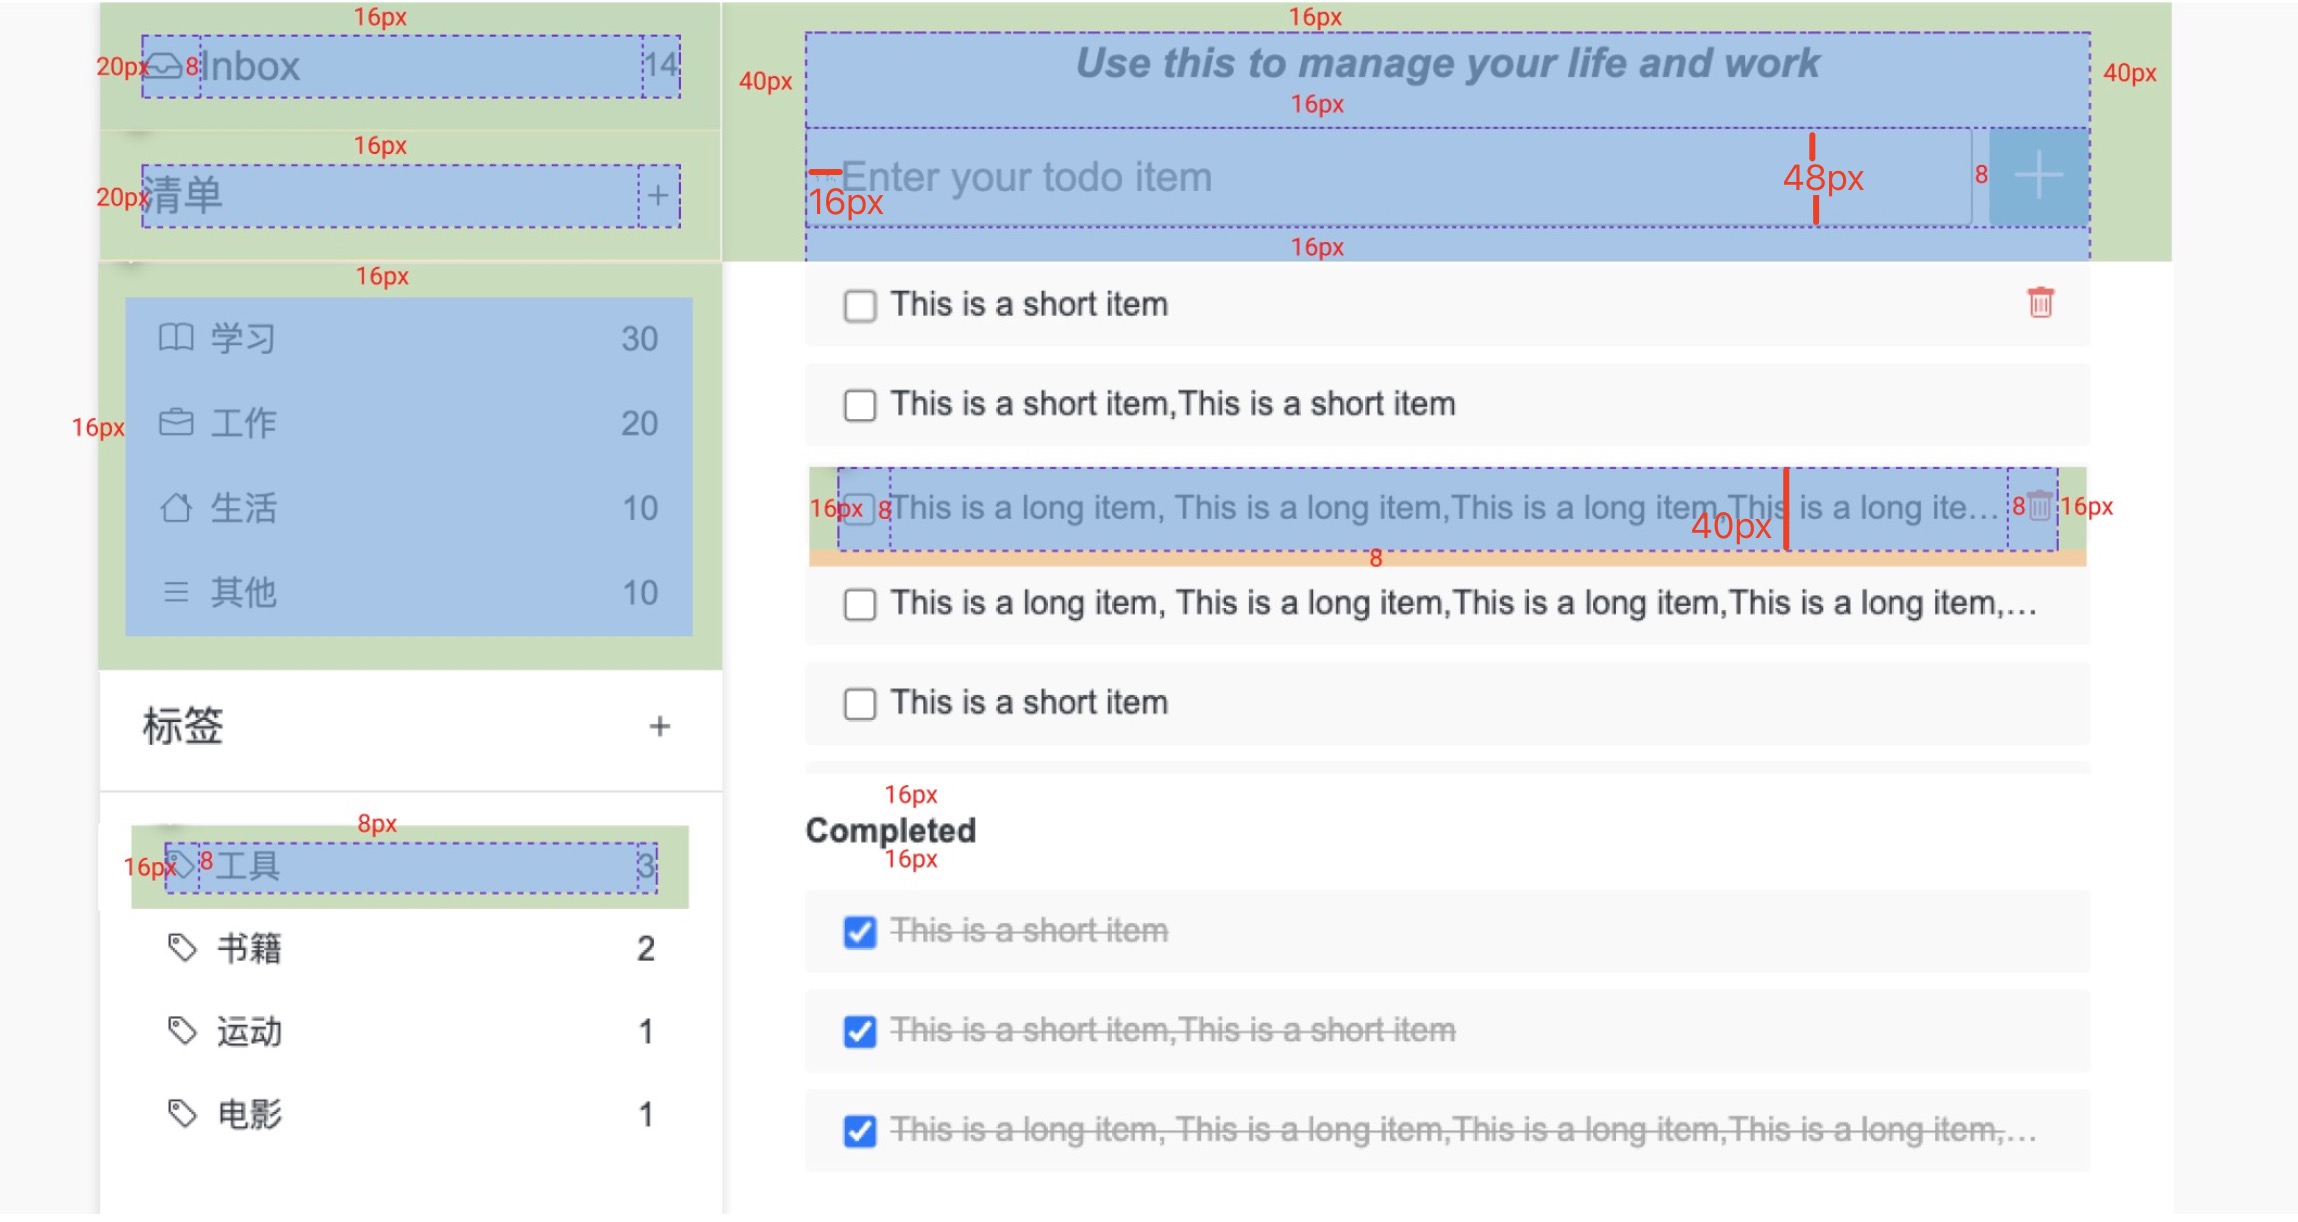 16px
20px 8 Inbox 14
16px
20px 清单 +
16px
16px
学习 30
工作 20
生活 10
其他 10
标签 +
8px
16px 8 工具 3
书籍 2
运动 1
电影 1
16px
40px Use this to manage your life and work 40px
16px
Enter your todo item 48px 8 +
16px
16px
This is a short item
This is a short item,This is a short item
16px 8 This is a long item, This is a long item,This is a long item,This is a long ite... 8 16px
40px
8
This is a long item, This is a long item,This is a long item,This is a long item,...
This is a short item
16px
Completed
16px
This is a short item
This is a short item,This is a short item
This is a long item, This is a long item,This is a long item,This is a long item,...